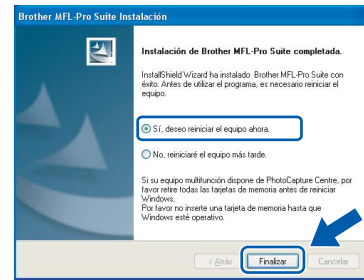 Brother MFL-Pro Suite Instalación
Instalación de Brother MFL-Pro Suite completada.
InstallShield Wizard ha instalado Brother MFL-Pro Suite con
éxito. Antes de utilizar el programa, es necesario reiniciar el
equipo.
Sí, deseo reiniciar el equipo ahora.
No, reiniciaré el equipo más tarde.
Si su equipo multifunción dispone de PhotoCapture Centre, por
favor retire todas las tarjetas de memoria antes de reiniciar
Windows.
Por favor no inserte una tarjeta de memoria hasta que
Windows esté operativo.
< Atrás Finalizar Cancelar